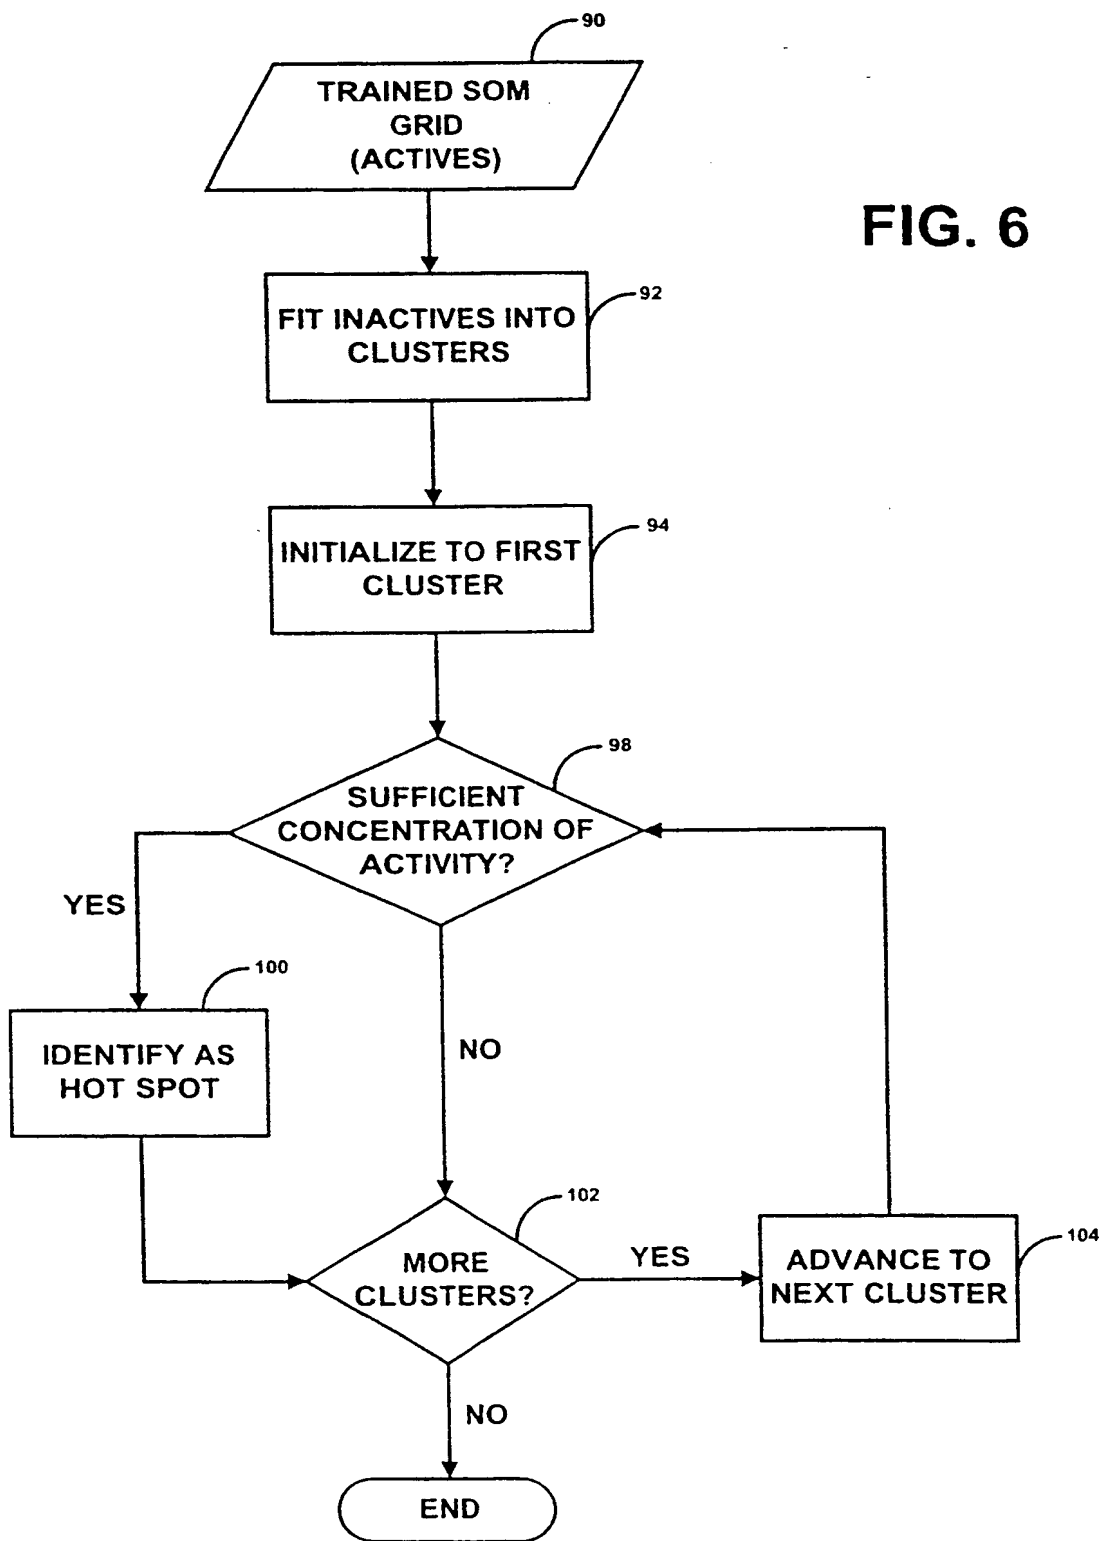 90
TRAINED SOM
GRID
(ACTIVES)
FIG. 6
92
FIT INACTIVES INTO
CLUSTERS
94
INITIALIZE TO FIRST
CLUSTER
98
SUFFICIENT
CONCENTRATION OF
ACTIVITY?
YES
100
IDENTIFY AS
HOT SPOT
NO
102
MORE
CLUSTERS?
YES
104
ADVANCE TO
NEXT CLUSTER
NO
END